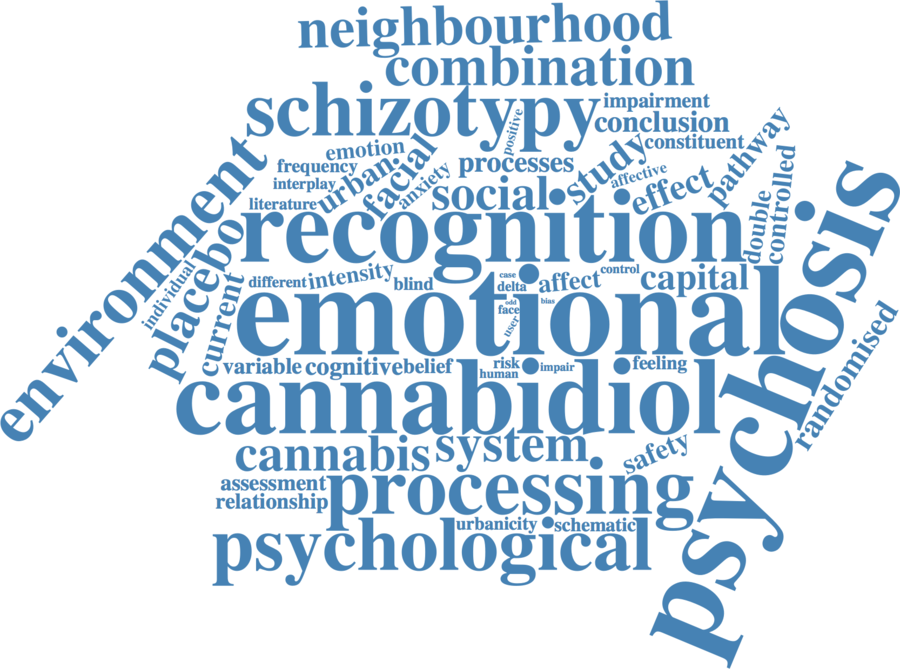 neighbourhood
combination
schizotypy
impairment
positive
conclusion
emotion
constituent
frequency
processes
interplay
urban
facial
anxiety
study
affective
pathway
literature
social
effect
environment
recognition
double
controlled
placebo
individual
current
different
intensity
blind
case
delta
affect
control
capital
emotional
odd
face
user
bias
psychosis
variable
cognitive
belief
risk
human
impair
feeling
randomised
cannabidiol
cannabis
system
safety
assessment
relationship
processing
urbanicity
schematic
psychological